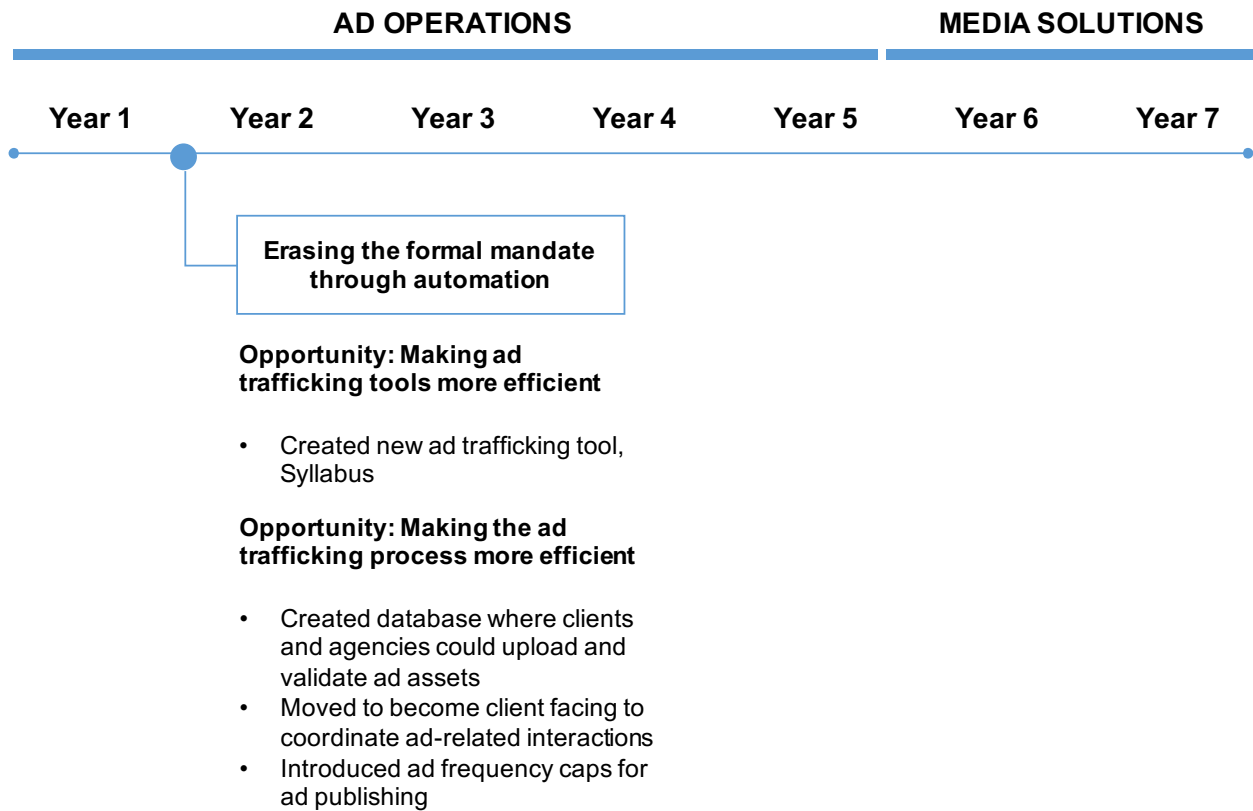 AD OPERATIONS MEDIA SOLUTIONS
Year 1 Year 2 Year 3 Year 4 Year 5 Year 6 Year 7
Erasing the formal mandate
through automation
Opportunity: Making ad
trafficking tools more efficient
• Created new ad trafficking tool,
Syllabus
Opportunity: Making the ad
trafficking process more efficient
• Created database where clients
and agencies could upload and
validate ad assets
• Moved to become client facing to
coordinate ad-related interactions
• Introduced ad frequency caps for
ad publishing